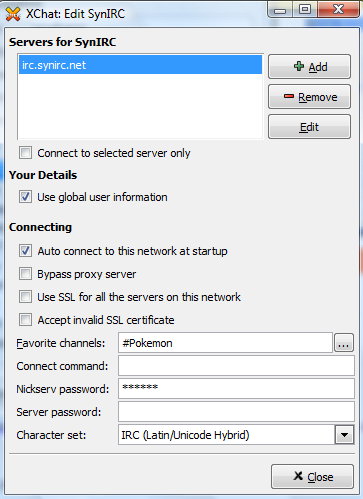 XChat: Edit SynIRC
Servers for SynIRC
irc.synirc.net
Add
Remove
Edit
Connect to selected server only
Your Details
Use global user information
Connecting
Auto connect to this network at startup
Bypass proxy server
Use SSL for all the servers on this network
Accept invalid SSL certificate
Favorite channels: #Pokemon ...
Connect command:
Nickserv password: ******
Server password:
Character set: IRC (Latin/Unicode Hybrid)
Close